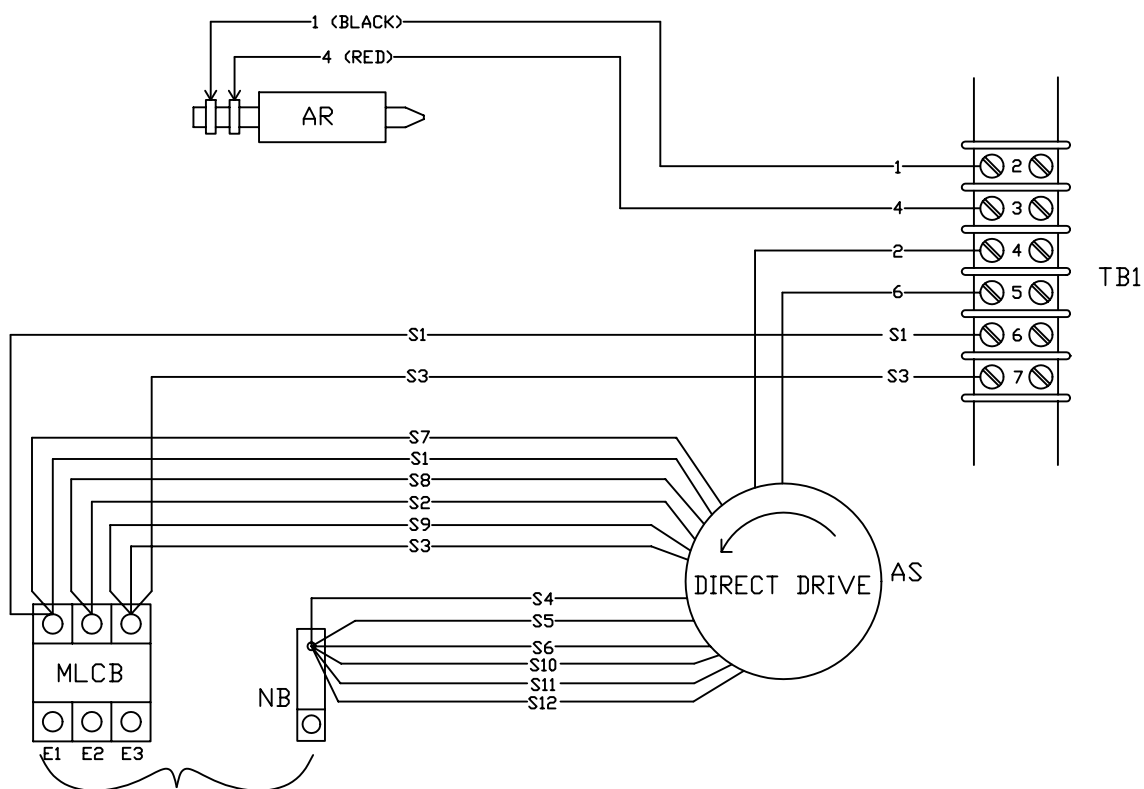 1 (BLACK)
4 (RED)
AR
1
2
4
3
2
4
TB1
6
5
S1
S1
6
S3
S3
7
S7
S1
S8
S2
S9
S3
DIRECT DRIVE
AS
S4
S5
S6
S10
S11
S12
MLCB
NB
E1
E2
E3